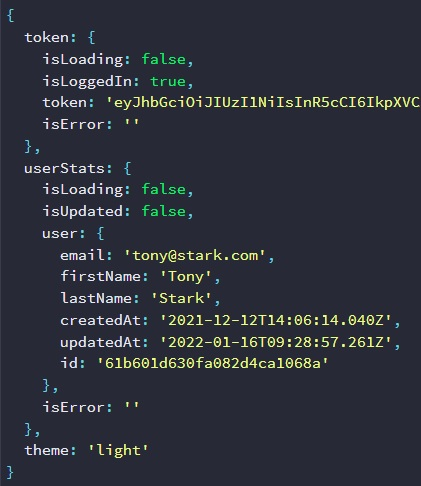 {
  token: {
    isLoading: false,
    isLoggedIn: true,
    token: 'eyJhbGciOiJIUzI1NiIsInR5cCI6IkpXVC
    isError: ''
  },
  userStats: {
    isLoading: false,
    isUpdated: false,
    user: {
      email: 'tony@stark.com',
      firstName: 'Tony',
      lastName: 'Stark',
      createdAt: '2021-12-12T14:06:14.040Z',
      updatedAt: '2022-01-16T09:28:57.261Z',
      id: '61b601d630fa082d4ca1068a'
    },
    isError: ''
  },
  theme: 'light'
}